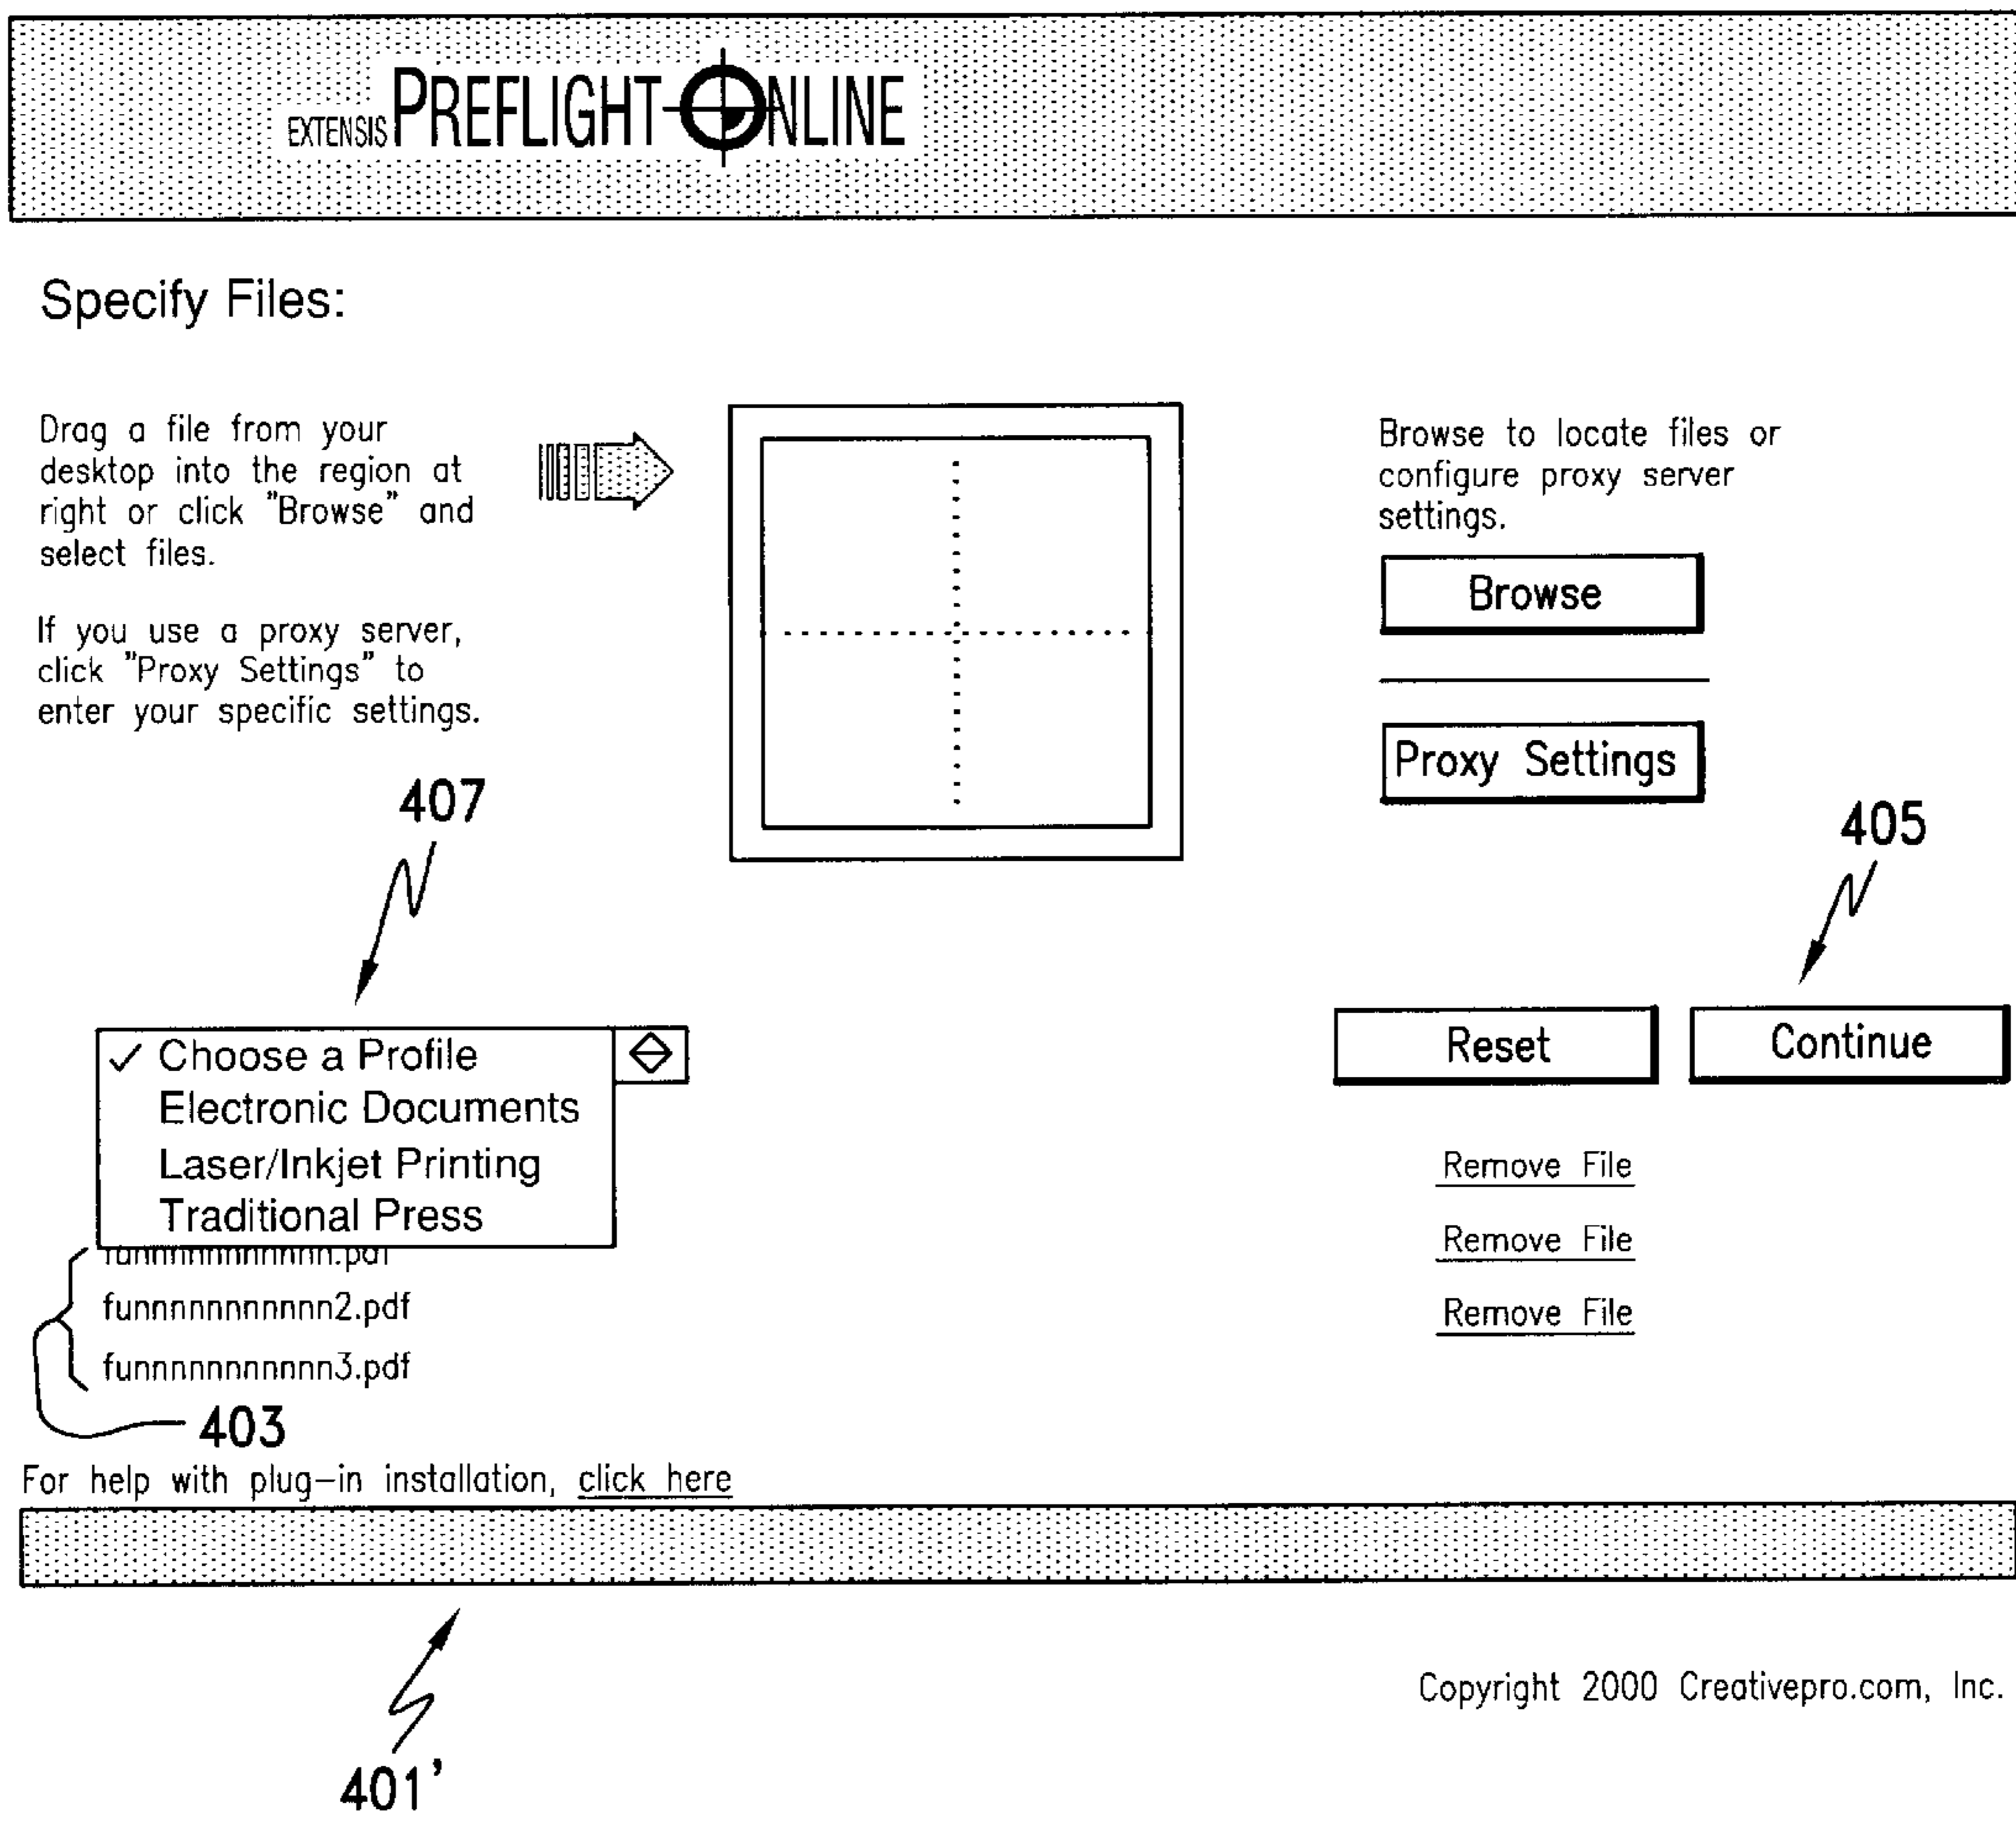 EXTENSIS PREFLIGHT ONLINE
Specify Files:
Drag a file from your
desktop into the region at
right or click "Browse" and
select files.
If you use a proxy server,
click "Proxy Settings" to
enter your specific settings.
Browse to locate files or
configure proxy server
settings.
Browse
Proxy Settings
407
405
✓ Choose a Profile
Electronic Documents
Laser/Inkjet Printing
Traditional Press
Reset
Continue
Remove File
Remove File
Remove File
funnnnnnnnnnnn2.pdf
funnnnnnnnnnnn3.pdf
403
For help with plug-in installation, click here
401'
Copyright 2000 Creativepro.com, Inc.